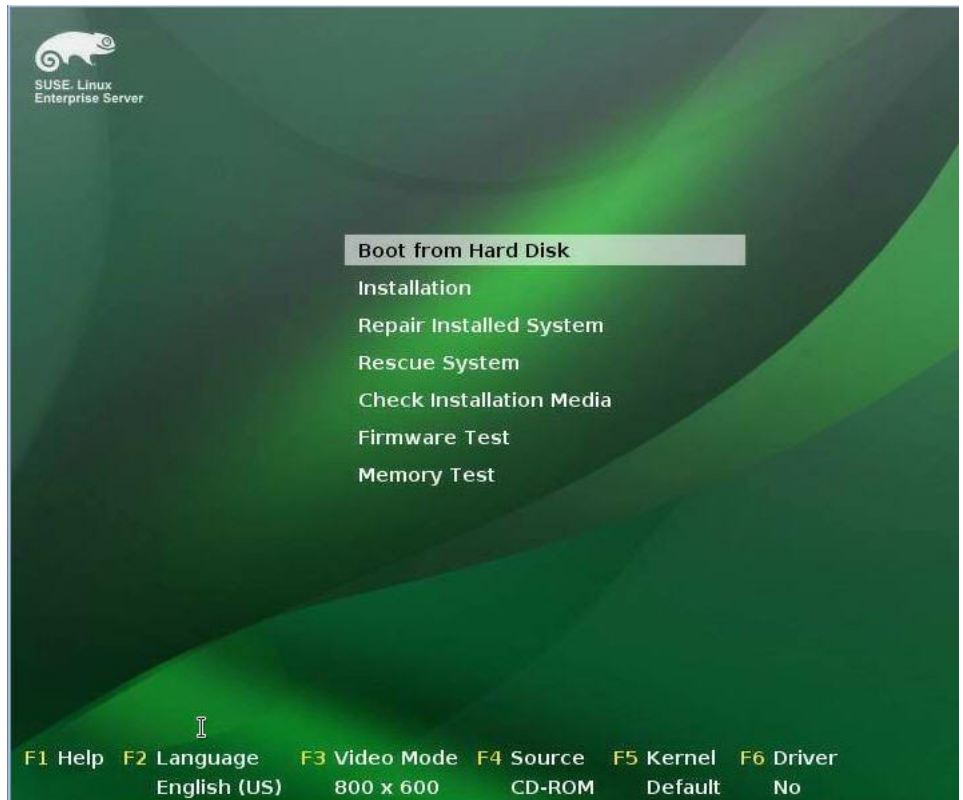 SUSE. Linux
Enterprise Server
Boot from Hard Disk
Installation
Repair Installed System
Rescue System
Check Installation Media
Firmware Test
Memory Test
F1 Help F2 Language F3 Video Mode F4 Source F5 Kernel F6 Driver
English (US) 800 x 600 CD-ROM Default No